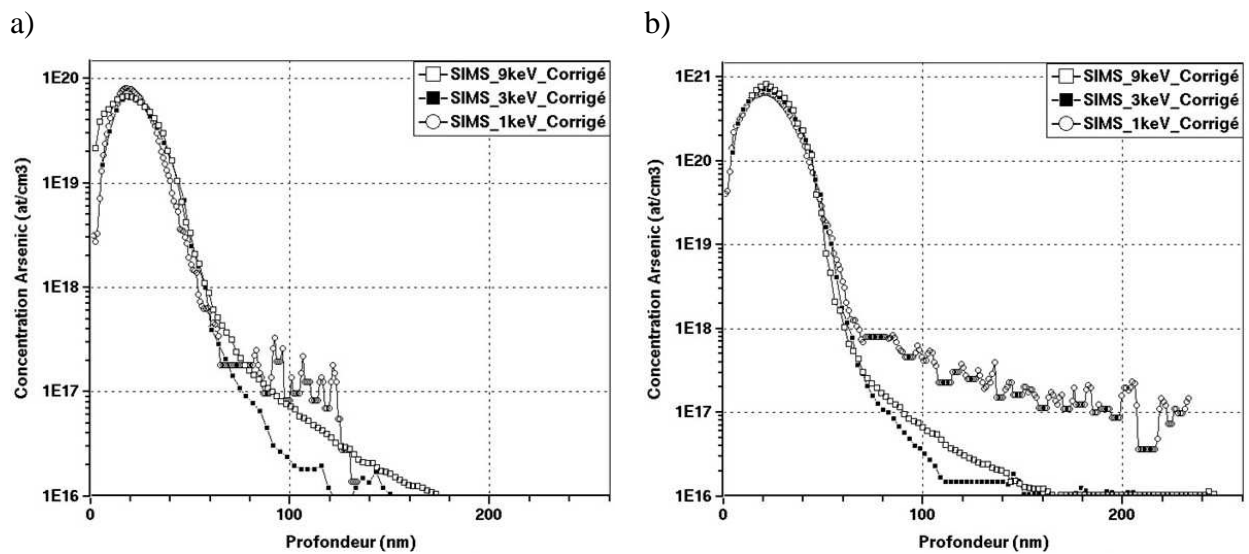 a)
SIMS_9keV_Corrigé
SIMS_3keV_Corrigé
SIMS_1keV_Corrigé
Concentration Arsenic (at/cm3)
1E20
1E19
1E18
1E17
1E16
0
100
200
Profondeur (nm)
b)
SIMS_9keV_Corrigé
SIMS_3keV_Corrigé
SIMS_1keV_Corrigé
Concentration Arsenic (at/cm3)
1E21
1E20
1E19
1E18
1E17
1E16
0
100
200
Profondeur (nm)